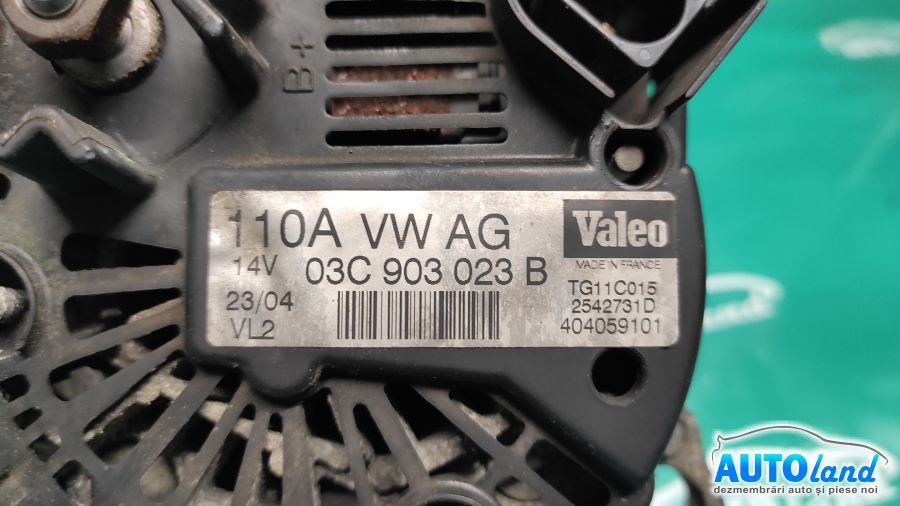 B+
110A VW AG
Valeo
MADE IN FRANCE
14V 03C 903 023 B
TG11C015
23/04
2542731D
VL2
404059101
AUTOland
dezmembrări auto și piese noi